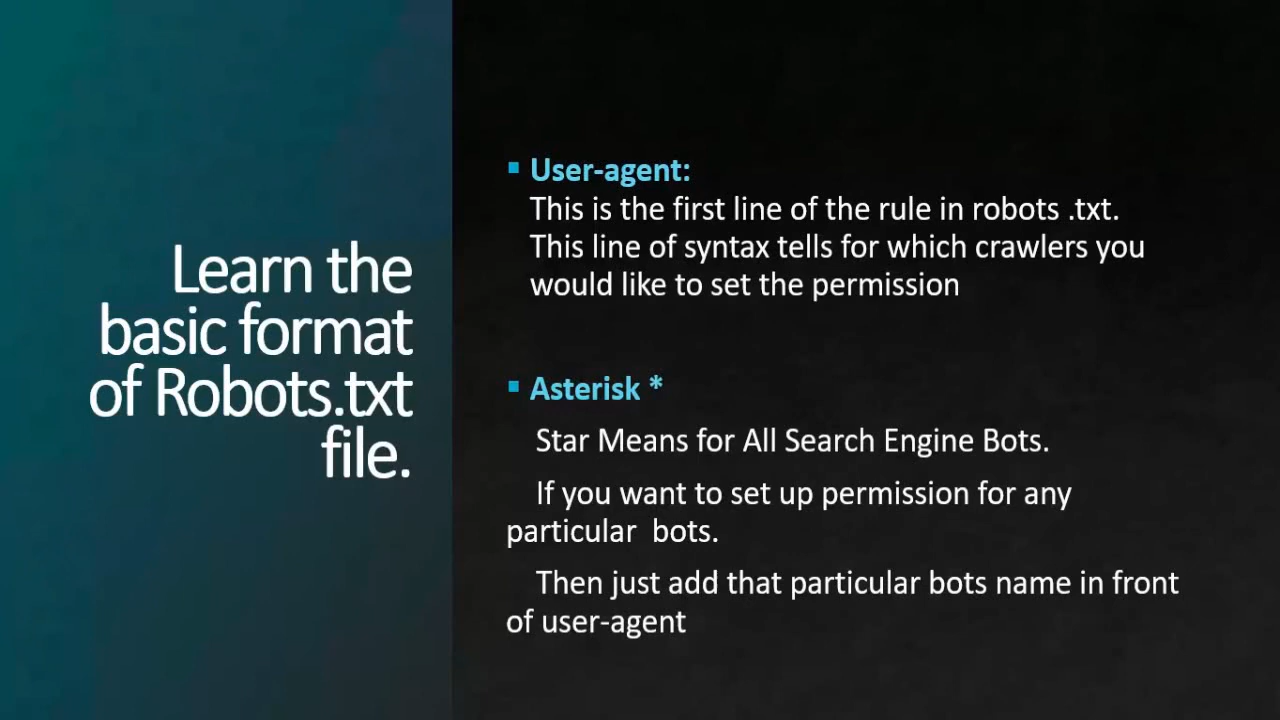 Learn the
basic format
of Robots.txt
file.
▪ User-agent:
This is the first line of the rule in robots .txt.
This line of syntax tells for which crawlers you
would like to set the permission
▪ Asterisk *
Star Means for All Search Engine Bots.
If you want to set up permission for any
particular bots.
Then just add that particular bots name in front
of user-agent